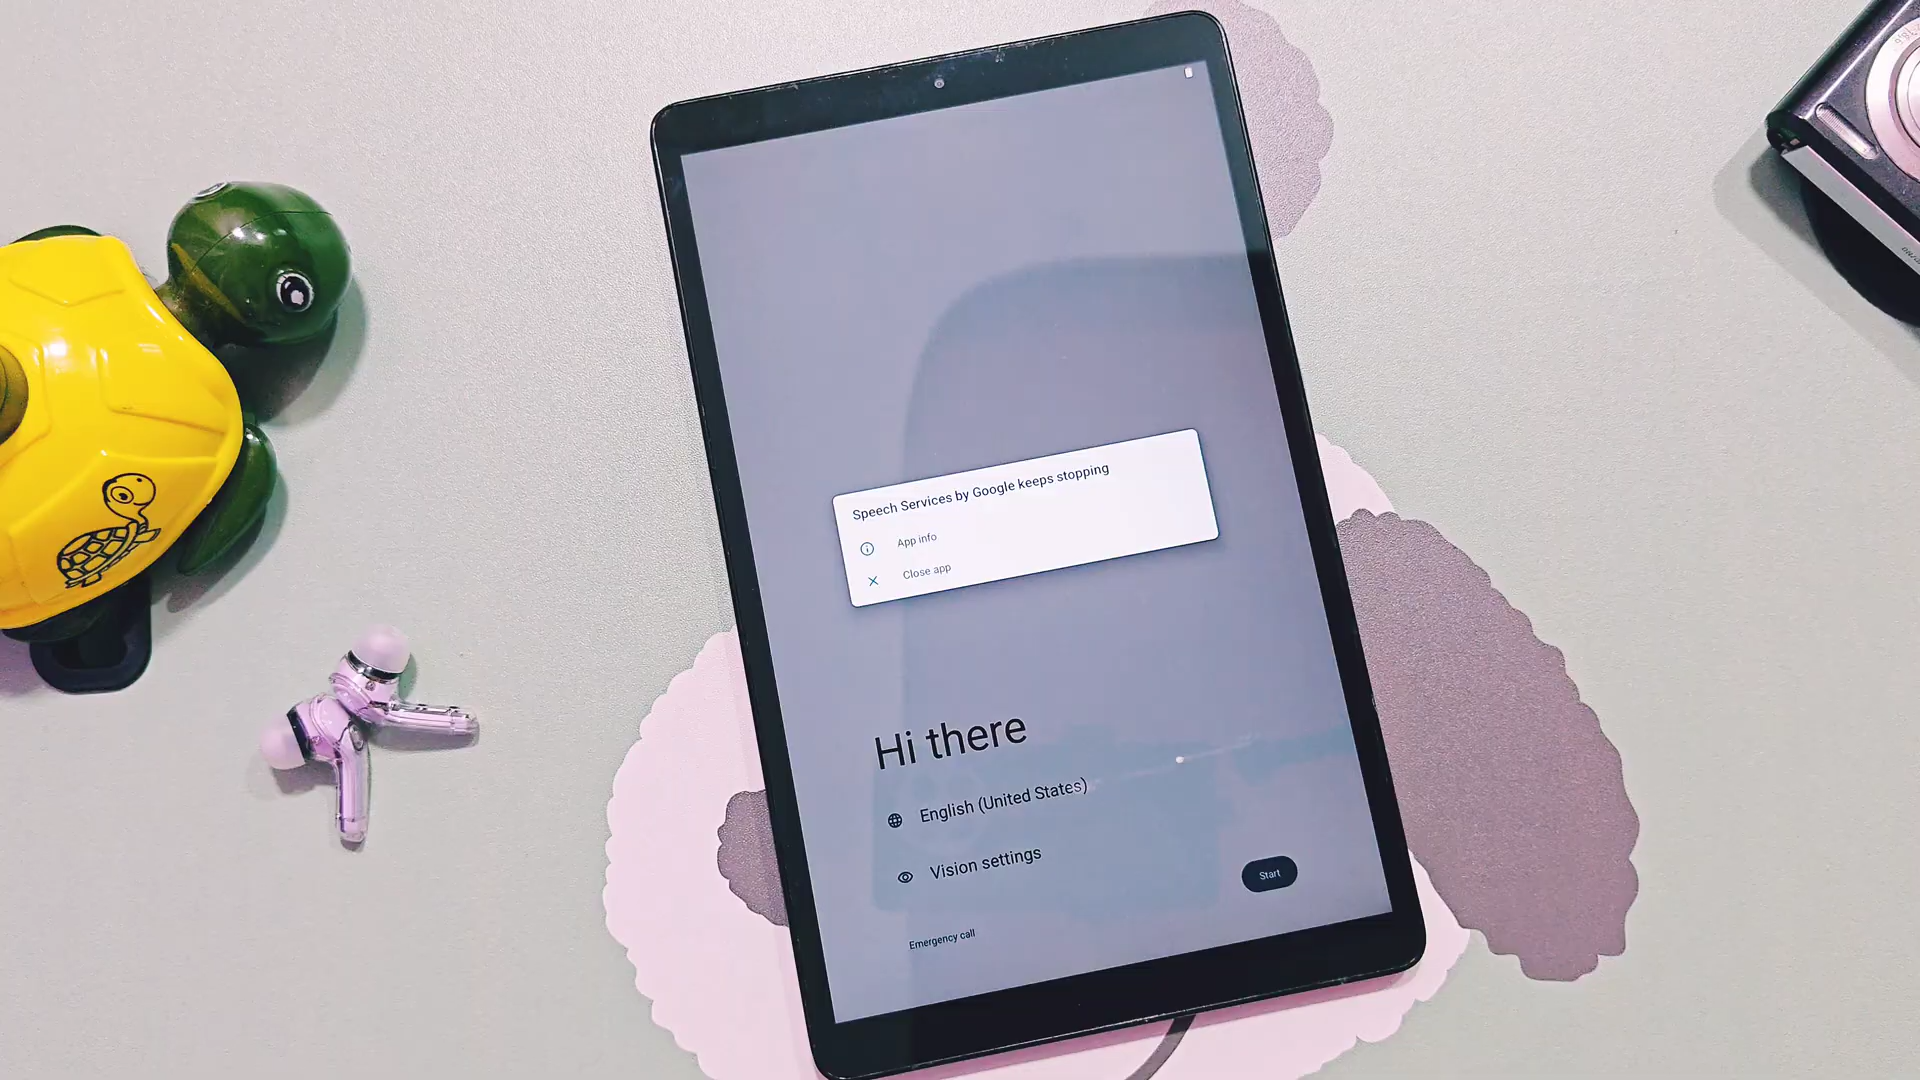 Speech Services by Google keeps stopping
App info
Close app
Hi there
English (United States)
Vision settings
Start
Emergency call